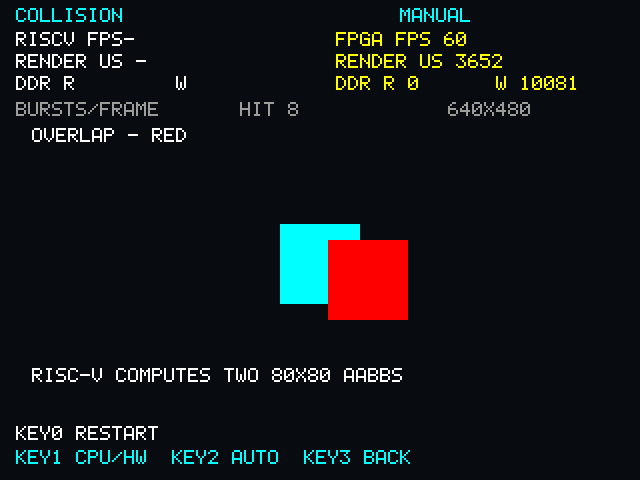 COLLISION MANUAL
RISCV FPS- FPGA FPS 60
RENDER US - RENDER US 3652
DDR R W DDR R 0 W 10081
BURSTS/FRAME HIT 8 640X480
OVERLAP - RED
RISC-V COMPUTES TWO 80X80 AABBS
KEY0 RESTART
KEY1 CPU/HW KEY2 AUTO KEY3 BACK